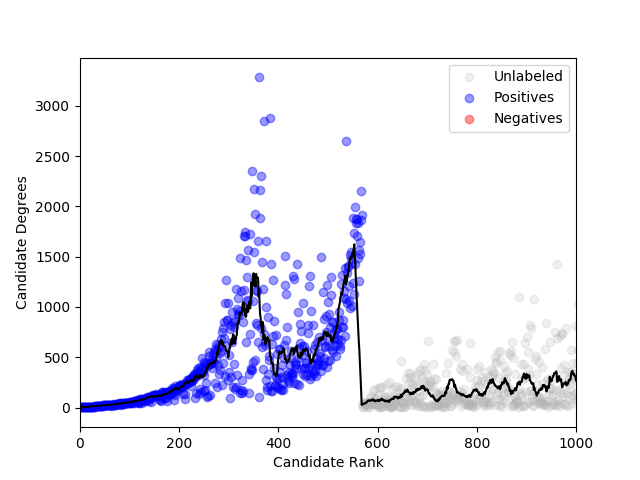 Unlabeled
Positives
Negatives
3000
2500
2000
1500
1000
500
0
Candidate Degrees
0 200 400 600 800 1000
Candidate Rank